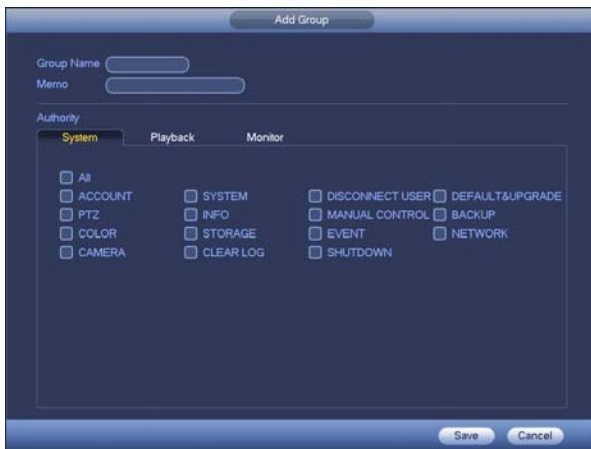 Add Group
Group Name
Memo
Authority
System Playback Monitor
All
ACCOUNT SYSTEM DISCONNECT USER DEFAULT&UPGRADE
PTZ INFO MANUAL CONTROL BACKUP
COLOR STORAGE EVENT NETWORK
CAMERA CLEAR LOG SHUTDOWN
Save Cancel